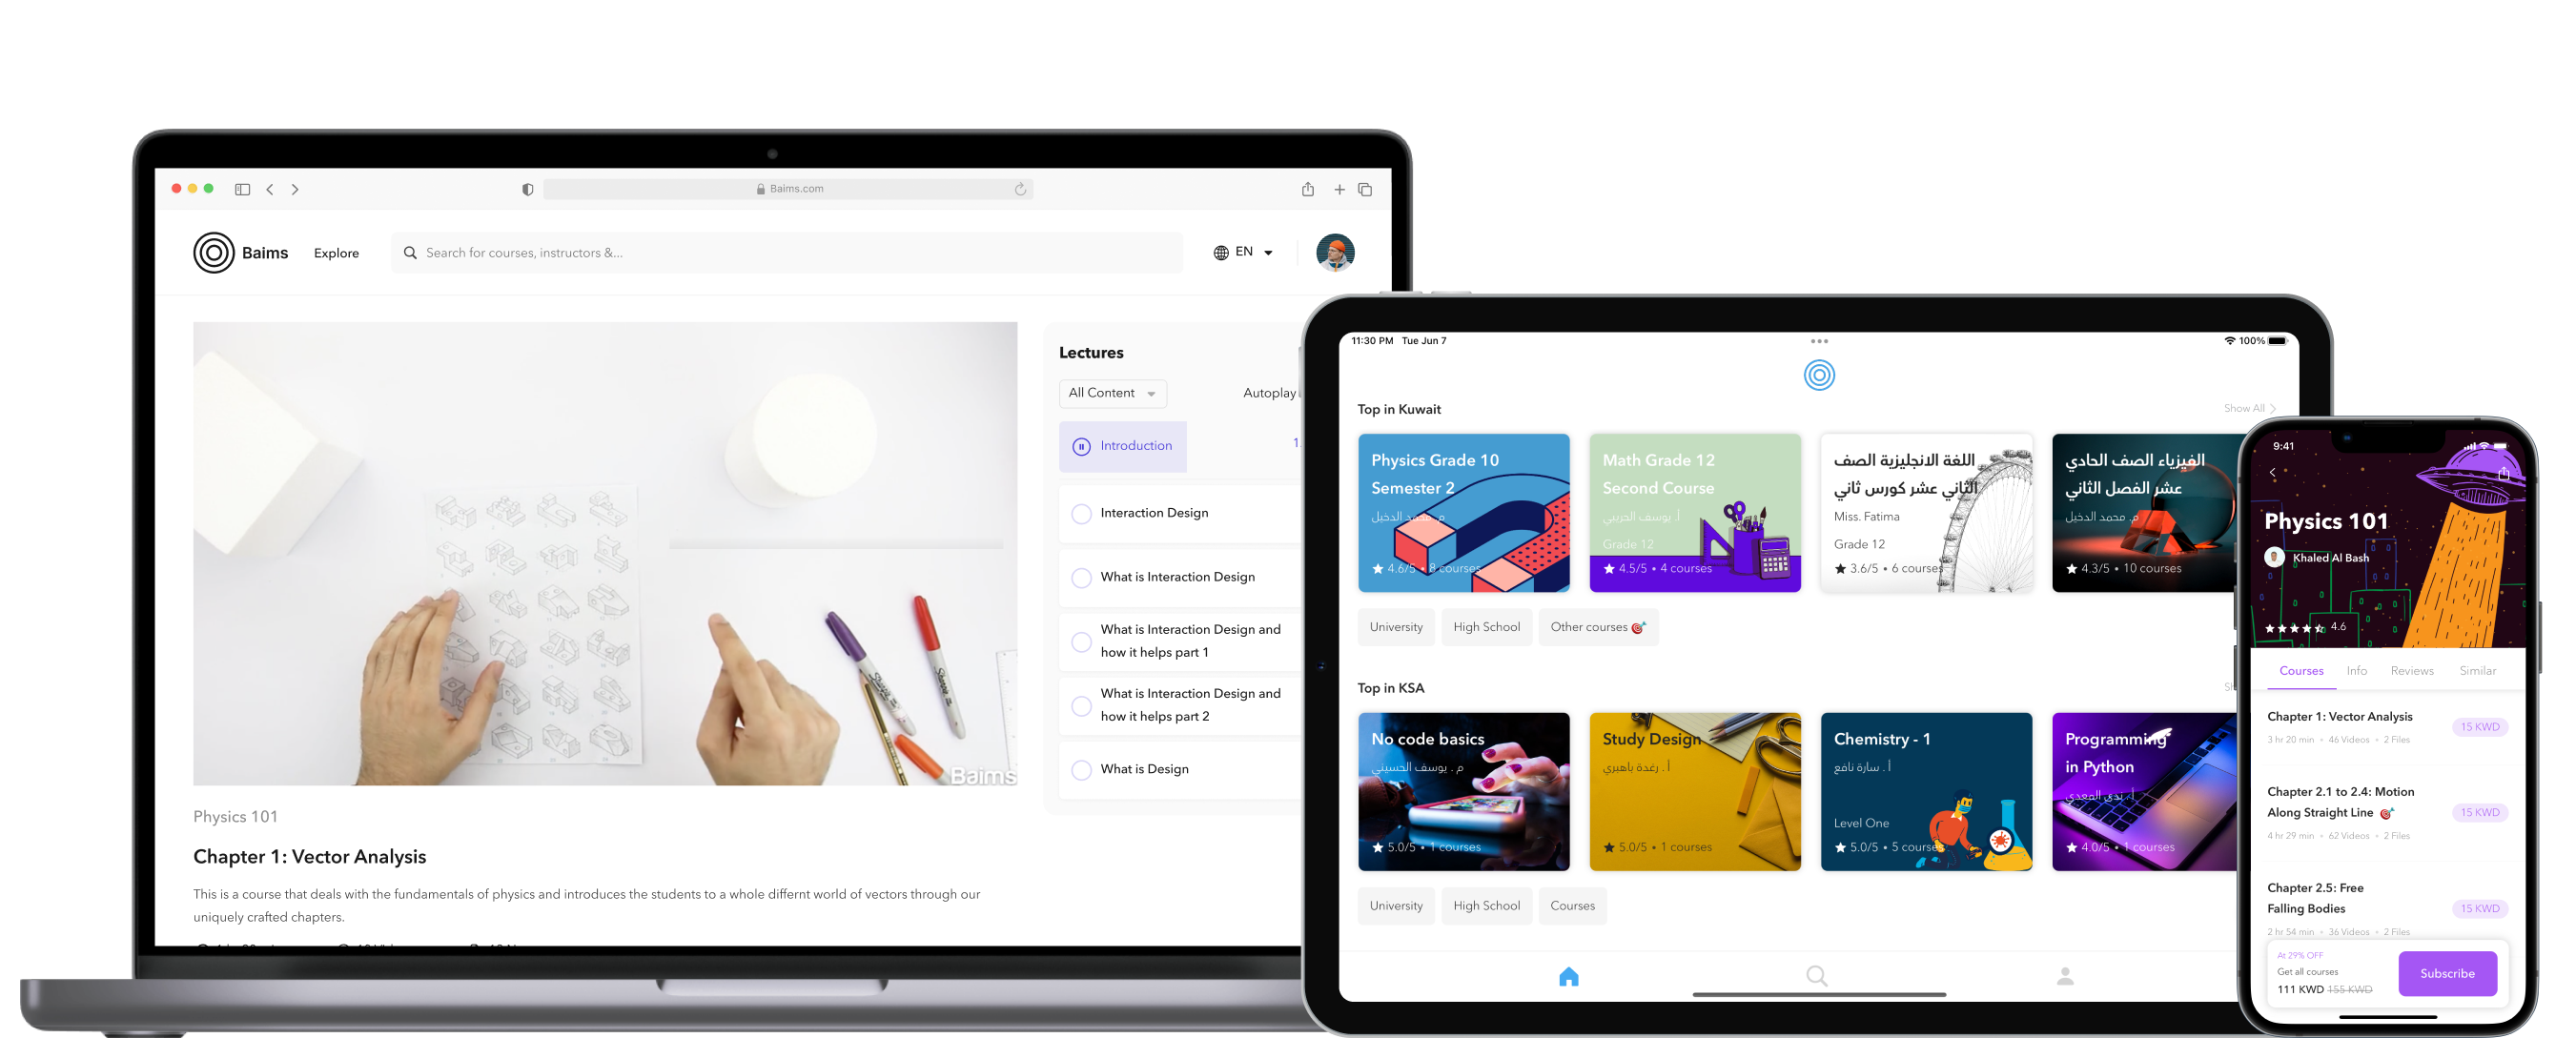 Baims.com
Baims
Explore
Search for courses, instructors &...
EN
Baims
Physics 101
Chapter 1: Vector Analysis
This is a course that deals with the fundamentals of physics and introduces the students to a whole differnt world of vectors through our
uniquely crafted chapters.
Lectures
All Content
Autoplay
Introduction
1.
Interaction Design
What is Interaction Design
What is Interaction Design and
how it helps part 1
What is Interaction Design and
how it helps part 2
What is Design
11:30 PM Tue Jun 7
100%
Top in Kuwait
Show All
Physics Grade 10
Semester 2
م. محمد الدخيل
4.6/5 • 8 courses
Math Grade 12
Second Course
أ. يوسف الحربي
Grade 12
4.5/5 • 4 courses
اللغة الانجليزية الصف
الثاني عشر كورس ثاني
Miss. Fatima
Grade 12
3.6/5 • 6 courses
الفيزياء الصف الحادي
عشر الفصل الثاني
م. محمد الدخيل
4.3/5 • 10 courses
University
High School
Other courses 🎯
Top in KSA
No code basics
م . يوسف الحسيني
5.0/5 • 1 courses
Study Design
أ . رغدة باهبري
5.0/5 • 1 courses
Chemistry - 1
أ . سارة نافع
Level One
5.0/5 • 5 courses
Programming
in Python
أ. ندى المعدي
4.0/5 • 1 courses
University
High School
Courses
9:41
Physics 101
Khaled Al Bash
4.6
Courses
Info
Reviews
Similar
Chapter 1: Vector Analysis
15 KWD
3 hr 20 min • 46 Videos • 2 Files
Chapter 2.1 to 2.4: Motion
Along Straight Line 🎯
15 KWD
4 hr 29 min • 62 Videos • 2 Files
Chapter 2.5: Free
Falling Bodies
15 KWD
2 hr 54 min • 36 Videos • 2 Files
At 29% OFF
Get all courses
111 KWD 155 KWD
Subscribe